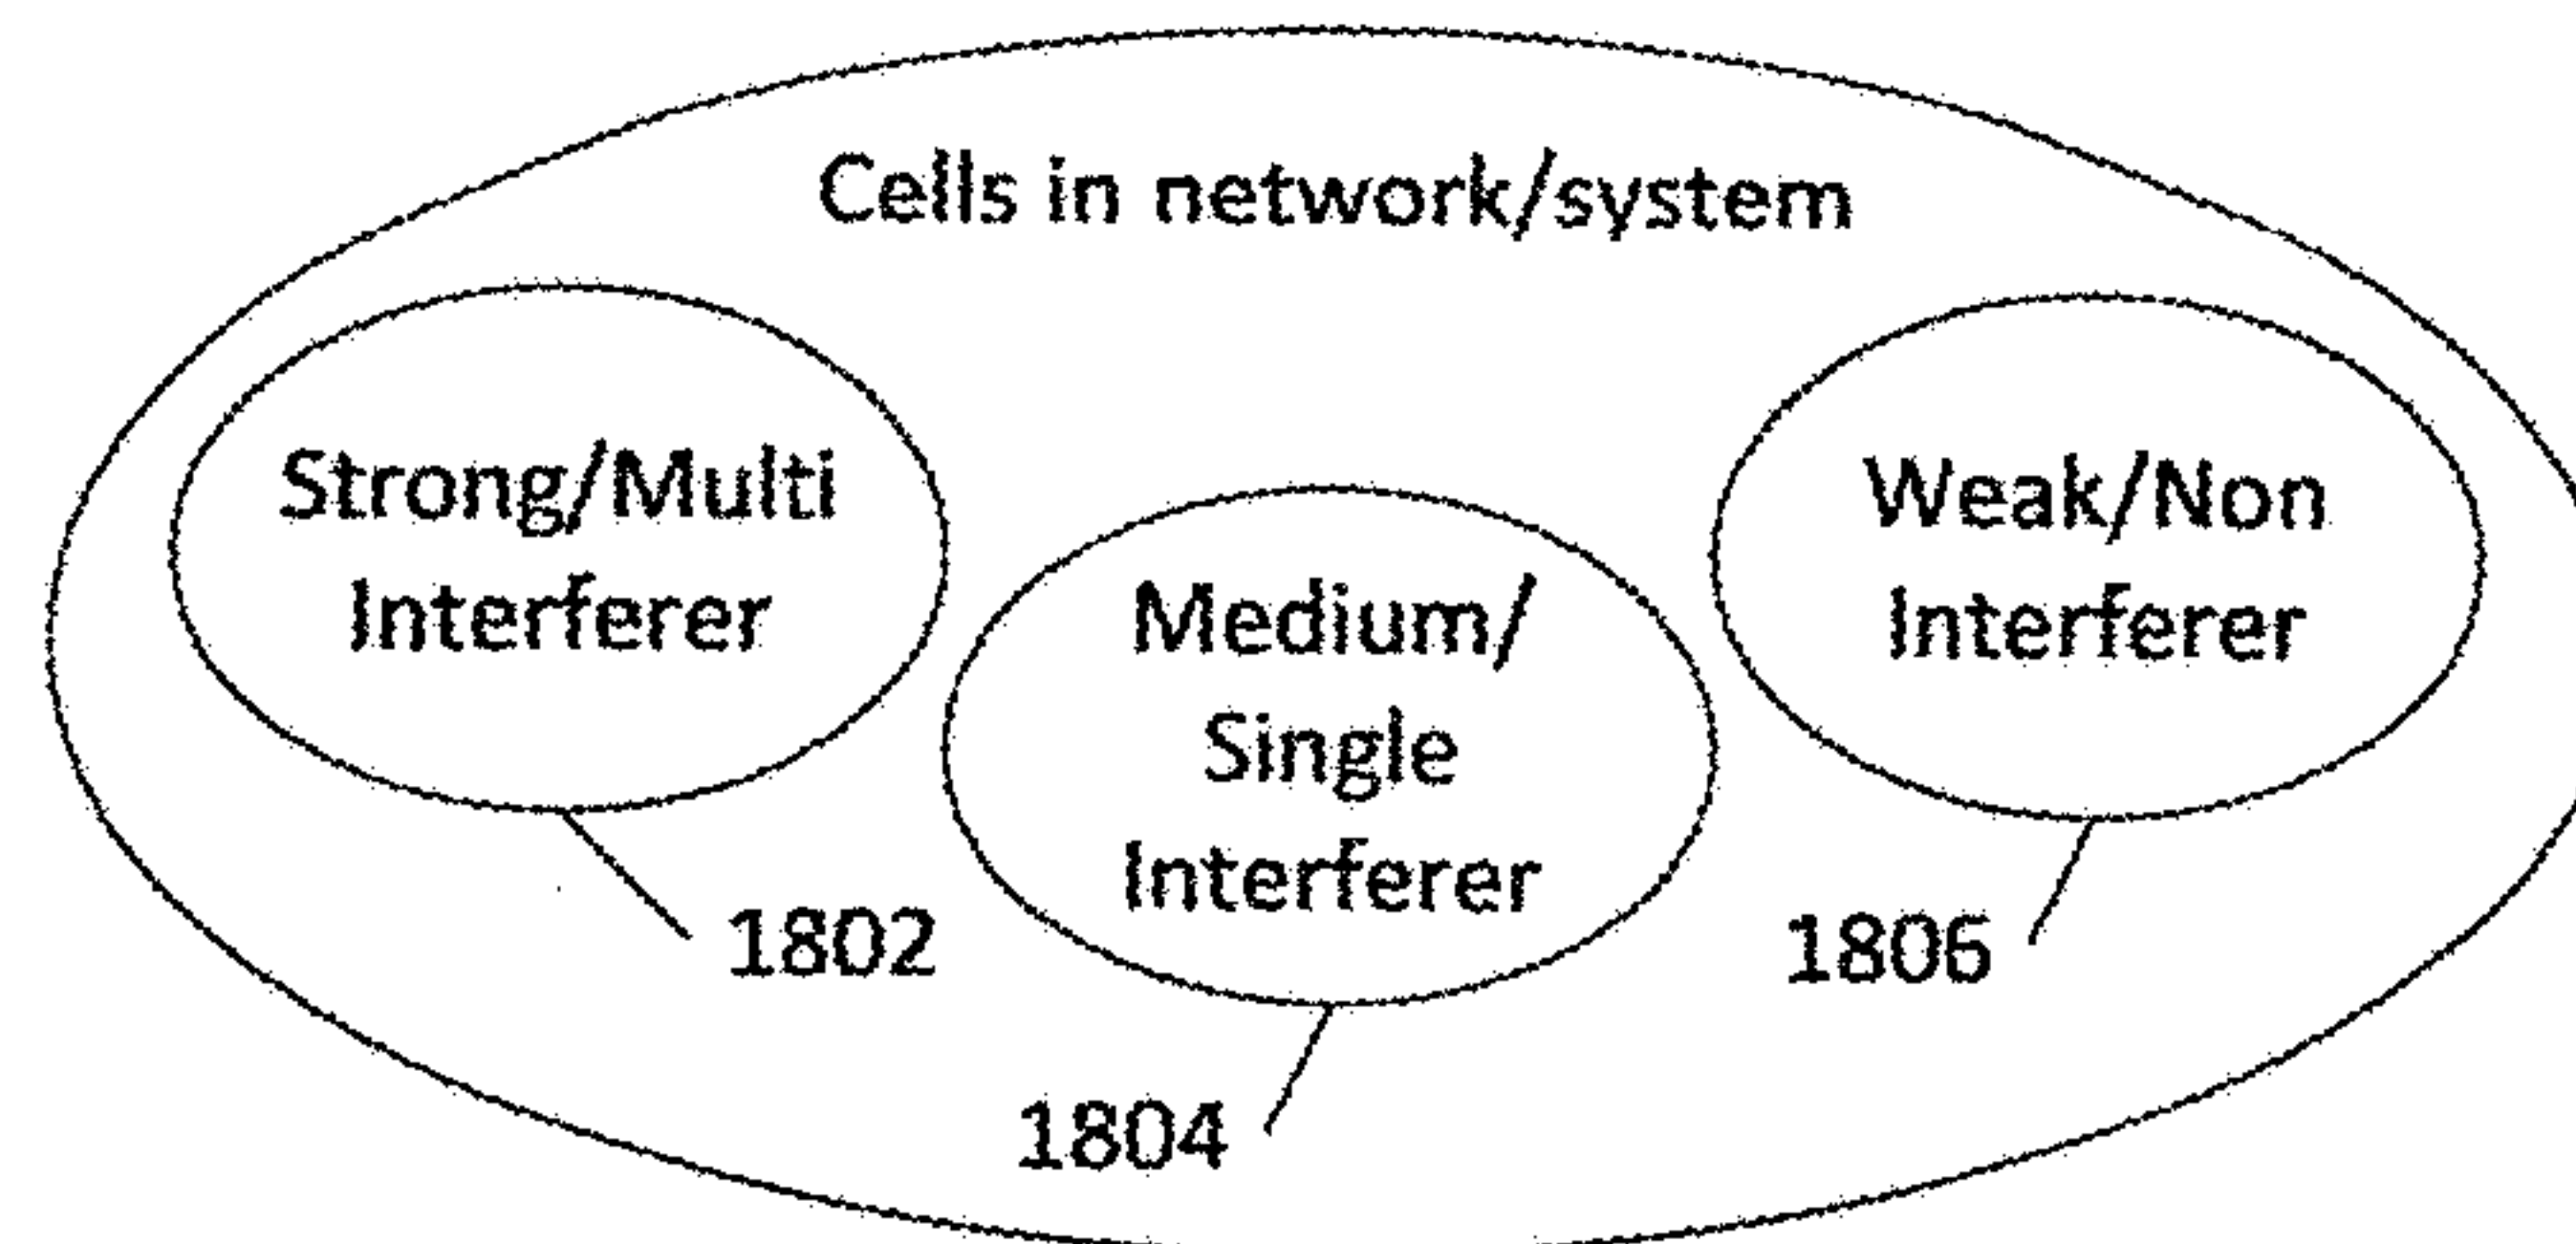 Cells in network/system
Strong/Multi
Interferer
Medium/
Single
Interferer
Weak/Non
Interferer
1802
1804
1806